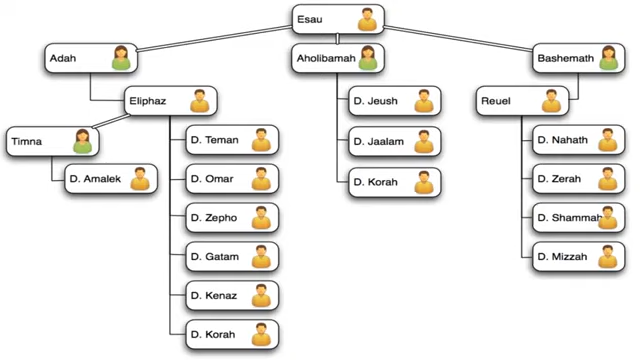 Esau
Adah
Aholibamah
Bashemath
Eliphaz
D. Jeush
Reuel
Timna
D. Teman
D. Jaalam
D. Nahath
D. Amalek
D. Omar
D. Korah
D. Zerah
D. Zepho
D. Shammah
D. Gatam
D. Mizzah
D. Kenaz
D. Korah